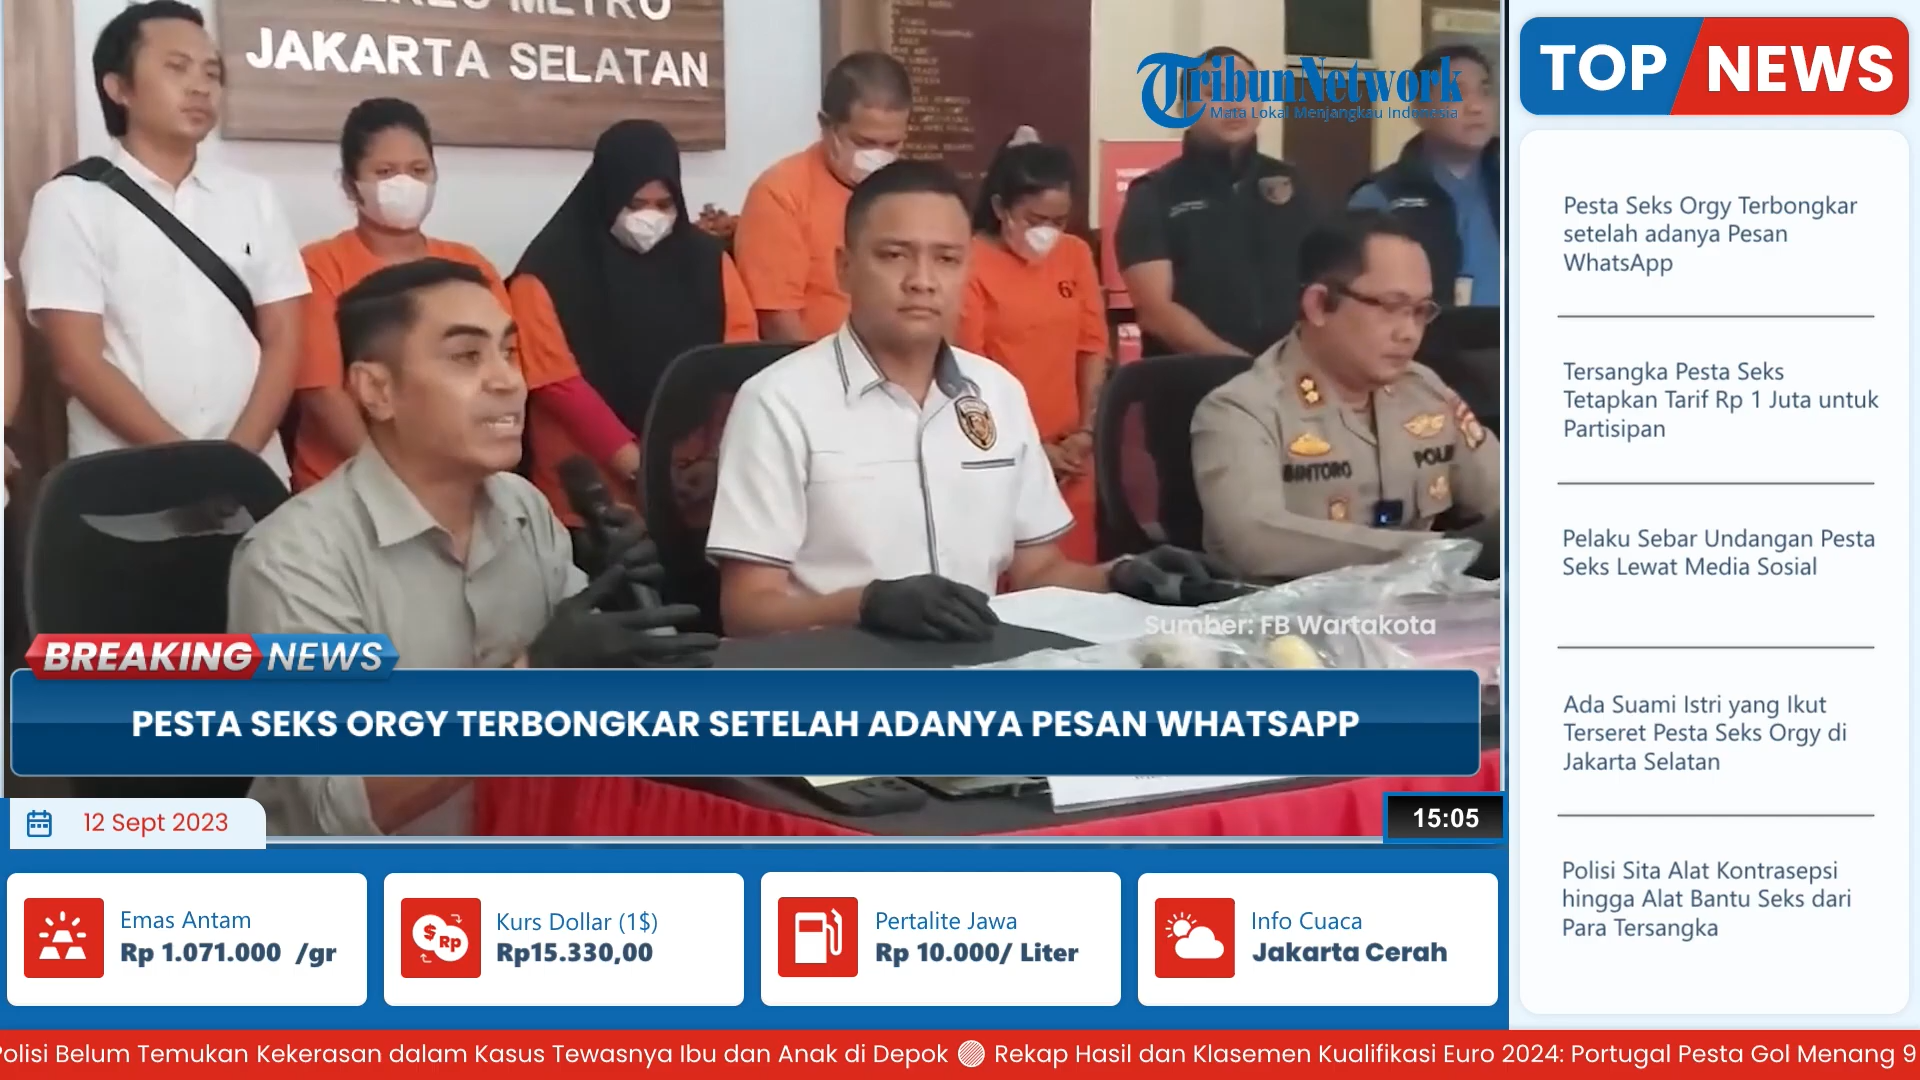 METRO
JAKARTA SELATAN
TribunNetwork
Mata Lokal Menjangkau Indonesia
BINTORO
Sumber: FB Wartakota
BREAKING NEWS
PESTA SEKS ORGY TERBONGKAR SETELAH ADANYA PESAN WHATSAPP
12 Sept 2023
15:05
Emas Antam
Rp 1.071.000 /gr
Kurs Dollar (1$)
Rp15.330,00
Pertalite Jawa
Rp 10.000/ Liter
Info Cuaca
Jakarta Cerah
TOP NEWS
Pesta Seks Orgy Terbongkar
setelah adanya Pesan
WhatsApp
Tersangka Pesta Seks
Tetapkan Tarif Rp 1 Juta untuk
Partisipan
Pelaku Sebar Undangan Pesta
Seks Lewat Media Sosial
Ada Suami Istri yang Ikut
Terseret Pesta Seks Orgy di
Jakarta Selatan
Polisi Sita Alat Kontrasepsi
hingga Alat Bantu Seks dari
Para Tersangka
Polisi Belum Temukan Kekerasan dalam Kasus Tewasnya Ibu dan Anak di Depok Rekap Hasil dan Klasemen Kualifikasi Euro 2024: Portugal Pesta Gol Menang 9